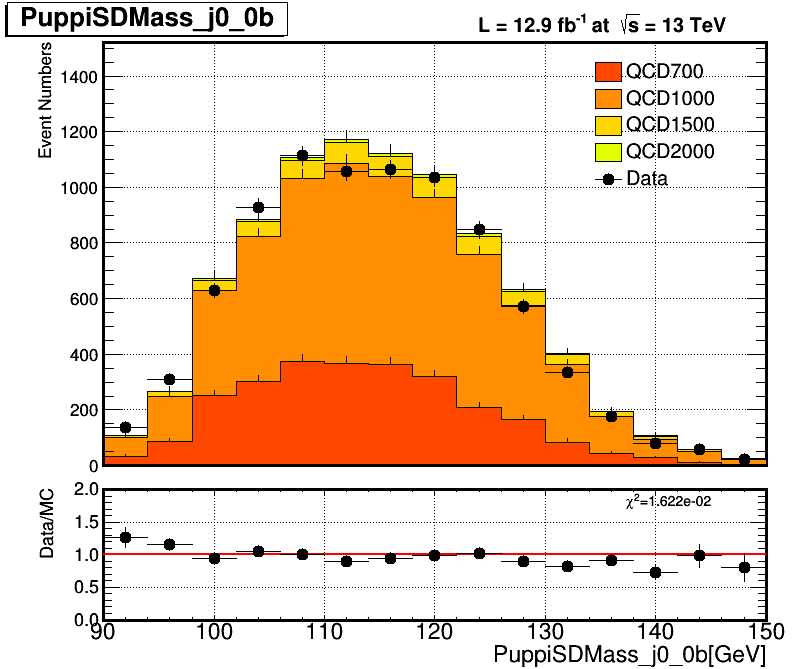 PuppiSDMass_j0_0b
L = 12.9 fb⁻¹ at √s = 13 TeV
Event Numbers
1400
1200
1000
800
600
400
200
0
QCD700
QCD1000
QCD1500
QCD2000
Data
Data/MC
2.0
1.5
1.0
0.5
0.0
χ²=1.622e-02
90 100 110 120 130 140 150
PuppiSDMass_j0_0b[GeV]